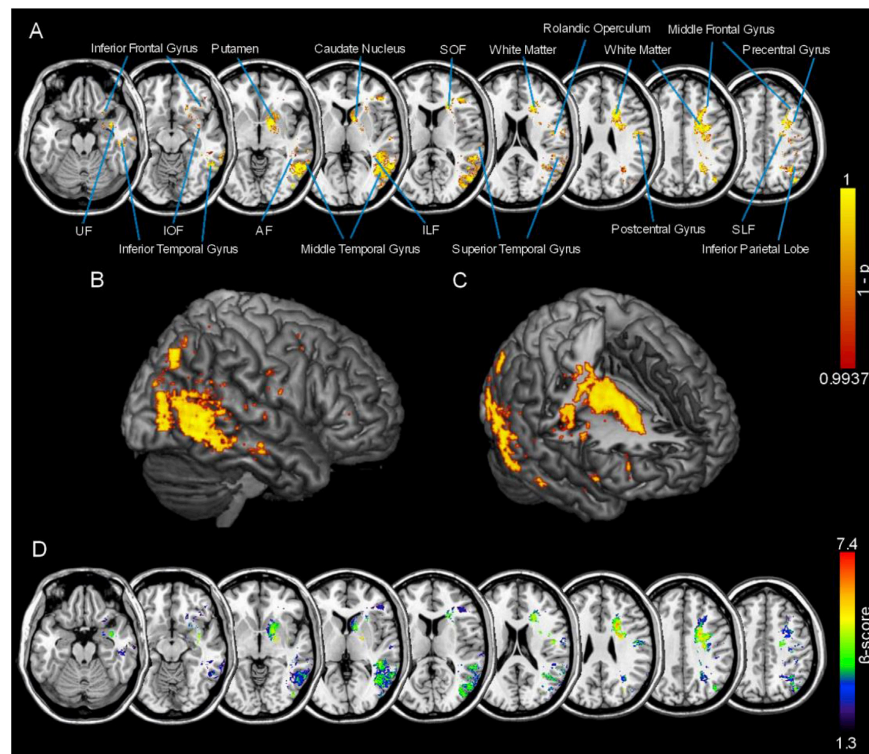 A
Rolandic Operculum
Middle Frontal Gyrus
Inferior Frontal Gyrus
Putamen
Caudate Nucleus
SOF
White Matter
White Matter
Precentral Gyrus
UF
IOF
AF
ILF
Postcentral Gyrus
SLF
Inferior Temporal Gyrus
Middle Temporal Gyrus
Superior Temporal Gyrus
Inferior Parietal Lobe
1
1 - p
0.9937
B
C
D
7.4
β-score
1.3